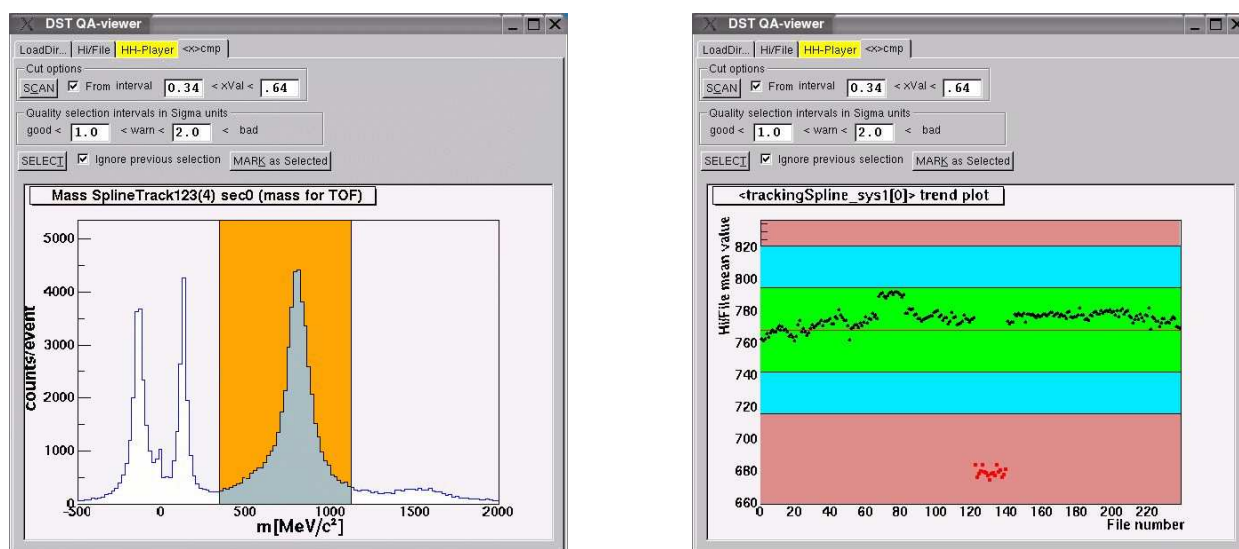 DST QA-viewer
LoadDir... Hi/File HH-Player <x>cmp
Cut options
SCAN From interval 0.34 < xVal < .64
Quality selection intervals in Sigma units
good < 1.0 < warn < 2.0 < bad
SELECT Ignore previous selection MARK as Selected
Mass SplineTrack123(4) sec0 (mass for TOF)
counts/event
5000
4000
3000
2000
1000
0
-500 0 500 1000 1500 2000
m[MeV/c²]
DST QA-viewer
LoadDir... Hi/File HH-Player <x>cmp
Cut options
SCAN From interval 0.34 < xVal < .64
Quality selection intervals in Sigma units
good < 1.0 < warn < 2.0 < bad
SELECT Ignore previous selection MARK as Selected
<trackingSpline_sys1[0]> trend plot
Hi/File mean value
820
800
780
760
740
720
700
680
660
0 20 40 60 80 100 120 140 160 180 200 220
File number